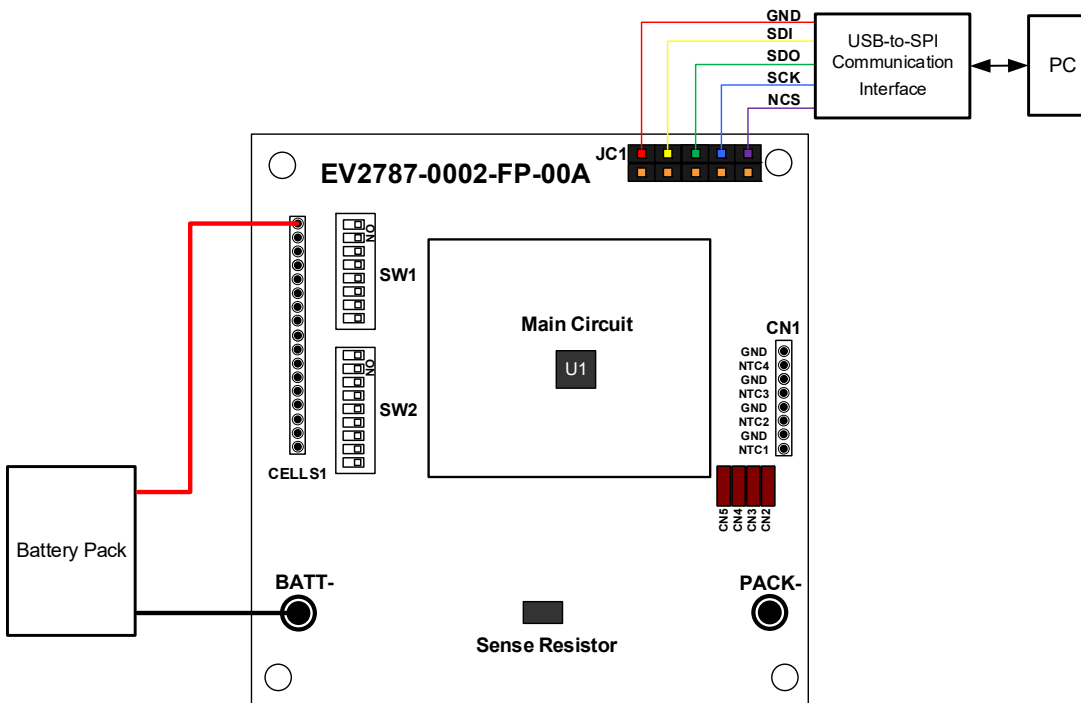 GND
SDI
SDO
SCK
NCS
USB-to-SPI
Communication
Interface
PC
JC1
EV2787-0002-FP-00A
NO
SW1
NO
SW2
CELLS1
Main Circuit
U1
CN1
GND
NTC4
GND
NTC3
GND
NTC2
GND
NTC1
CN5
CN4
CN3
CN2
Battery Pack
BATT-
PACK-
Sense Resistor